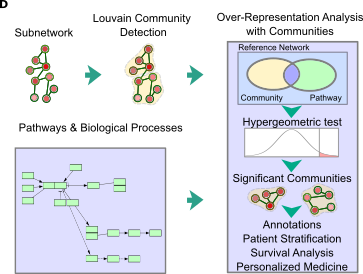 D
Subnetwork
Louvain Community
Detection
Over-Representation Analysis
with Communities
Reference Network
Community
Pathway
Hypergeometric test
Pathways & Biological Processes
Significant Communities
Annotations
Patient Stratification
Survival Analysis
Personalized Medicine